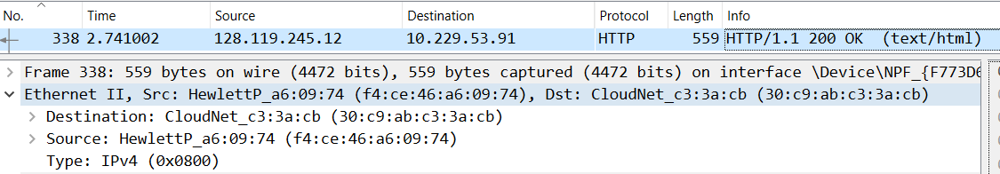 No. Time Source Destination Protocol Length Info
338 2.741002 128.119.245.12 10.229.53.91 HTTP 559 HTTP/1.1 200 OK (text/html)
Frame 338: 559 bytes on wire (4472 bits), 559 bytes captured (4472 bits) on interface \Device\NPF_{F773D6
Ethernet II, Src: HewlettP_a6:09:74 (f4:ce:46:a6:09:74), Dst: CloudNet_c3:3a:cb (30:c9:ab:c3:3a:cb)
Destination: CloudNet_c3:3a:cb (30:c9:ab:c3:3a:cb)
Source: HewlettP_a6:09:74 (f4:ce:46:a6:09:74)
Type: IPv4 (0x0800)